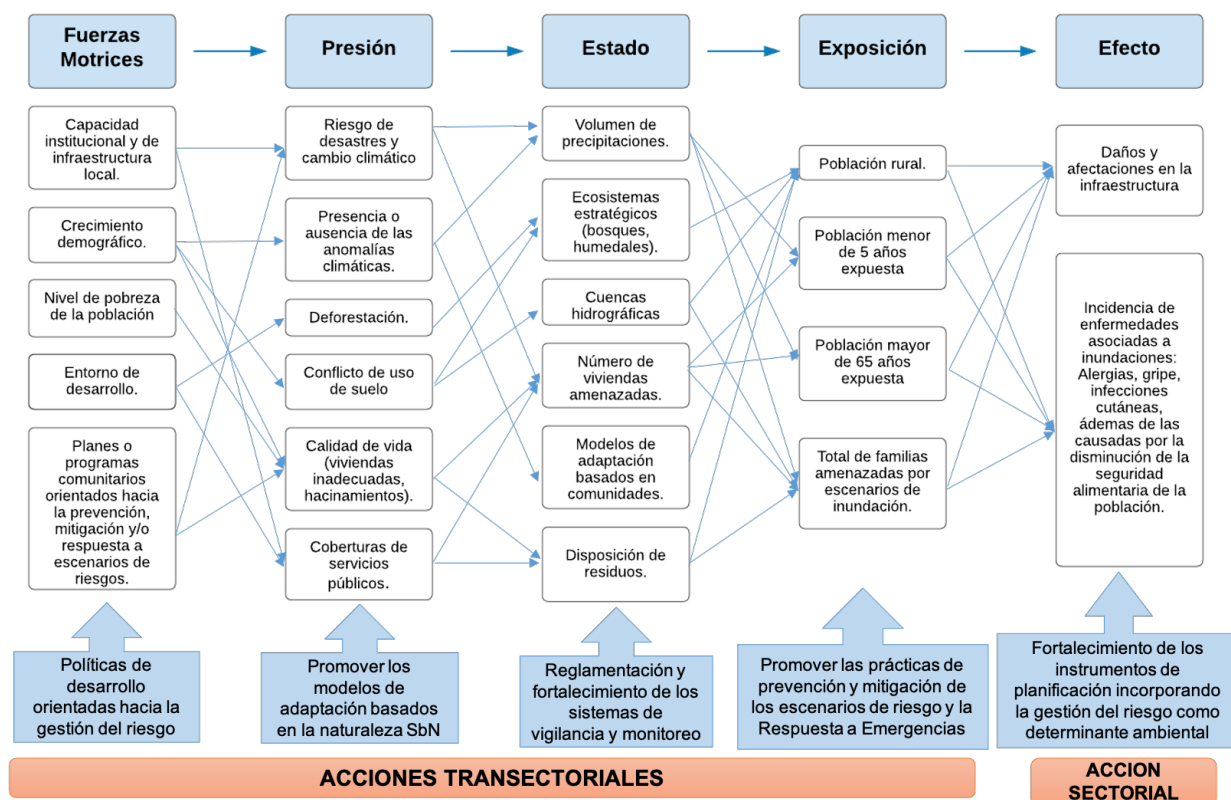 Fuerzas
Motrices
Presión
Estado
Exposición
Efecto
Capacidad
institucional y de
infraestructura
local.
Crecimiento
demográfico.
Nivel de pobreza
de la población
Entorno de
desarrollo.
Planes o
programas
comunitarios
orientados hacia
la prevención,
mitigación y/o
respuesta a
escenarios de
riesgos.
Riesgo de
desastres y
cambio climático
Presencia o
ausencia de las
anomalías
climáticas.
Deforestación.
Conflicto de uso
de suelo
Calidad de vida
(viviendas
inadecuadas,
hacinamientos).
Coberturas de
servicios
públicos.
Volumen de
precipitaciones.
Ecosistemas
estratégicos
(bosques,
humedales).
Cuencas
hidrográficas
Número de
viviendas
amenazadas.
Modelos de
adaptación
basados en
comunidades.
Disposición de
residuos.
Población rural.
Población menor
de 5 años
expuesta
Población mayor
de 65 años
expuesta
Total de familias
amenazadas por
escenarios de
inundación.
Daños y
afectaciones en la
infraestructura
Incidencia de
enfermedades
asociadas a
inundaciones:
Alergias, gripe,
infecciones
cutáneas,
ádemas de las
causadas por la
disminución de la
seguridad
alimentaria de la
población.
Políticas de
desarrollo
orientadas hacia la
gestión del riesgo
Promover los
modelos de
adaptación basados
en la naturaleza SbN
Reglamentación y
fortalecimiento de los
sistemas de
vigilancia y monitoreo
Promover las prácticas de
prevención y mitigación de
los escenarios de riesgo y la
Respuesta a Emergencias
Fortalecimiento de los
instrumentos de
planificación incorporando
la gestión del riesgo como
determinante ambiental
ACCIONES TRANSECTORIALES
ACCION
SECTORIAL